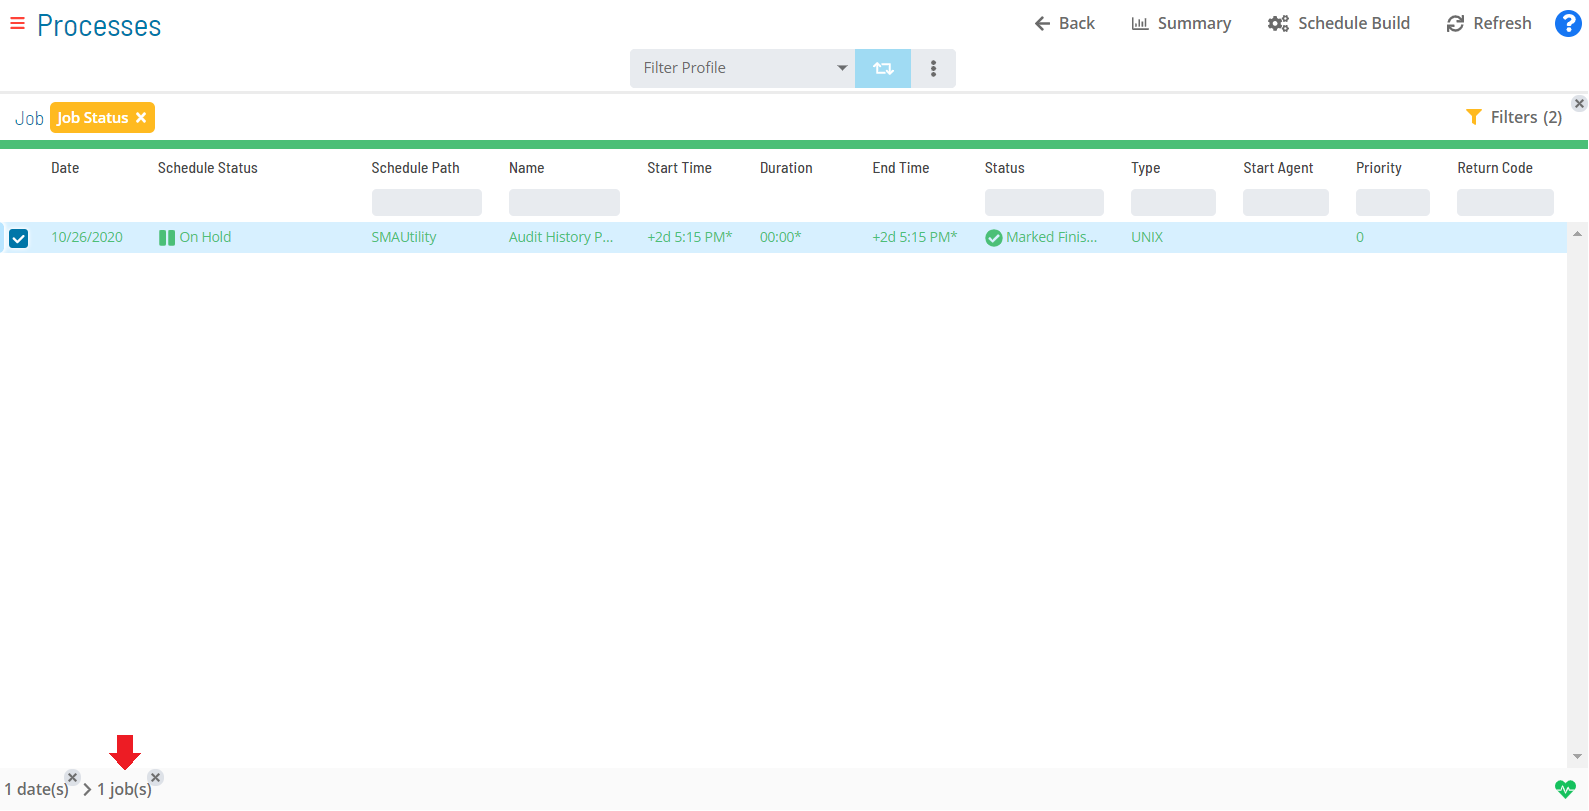 Processes
Back Summary Schedule Build Refresh ?
Filter Profile
Job Job Status Filters (2)
Date Schedule Status Schedule Path Name Start Time Duration End Time Status Type Start Agent Priority Return Code
10/26/2020 On Hold SMAUtility Audit History P... +2d 5:15 PM* 00:00* +2d 5:15 PM* Marked Finis... UNIX 0
1 date(s) > 1 job(s)